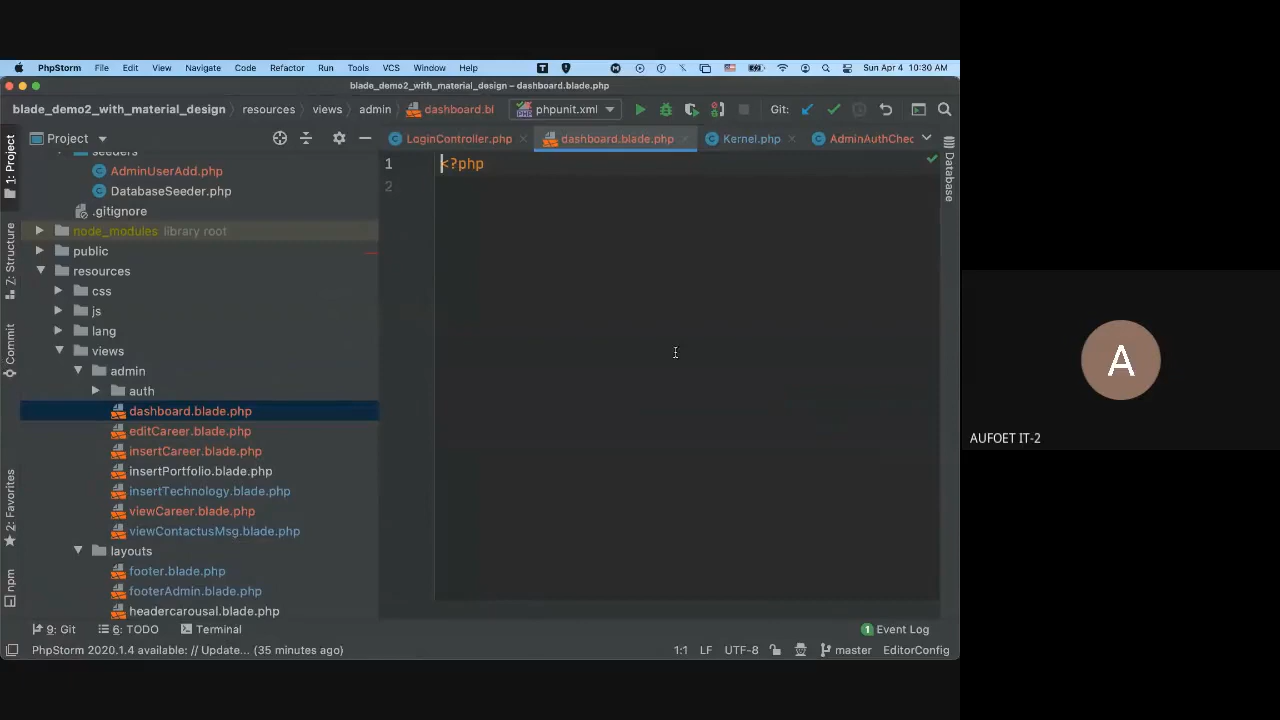 PhpStorm File Edit View Navigate Code Refactor Run Tools VCS Window Help Sun Apr 4 10:30 AM
blade_demo2_with_material_design – dashboard.blade.php
blade_demo2_with_material_design resources views admin dashboard.bl phpunit.xml Git:
Project LoginController.php dashboard.blade.php Kernel.php AdminAuthChec
1: Project
Z: Structure
Commit
2: Favorites
npm
Database
seeders
AdminUserAdd.php
DatabaseSeeder.php
.gitignore
node_modules library root
public
resources
css
js
lang
views
admin
auth
dashboard.blade.php
editCareer.blade.php
insertCareer.blade.php
insertPortfolio.blade.php
insertTechnology.blade.php
viewCareer.blade.php
viewContactusMsg.blade.php
layouts
footer.blade.php
footerAdmin.blade.php
headercarousal.blade.php
1 <?php
2
9: Git 6: TODO Terminal 1 Event Log
PhpStorm 2020.1.4 available: // Update... (35 minutes ago) 1:1 LF UTF-8 master EditorConfig
A
AUFOET IT-2